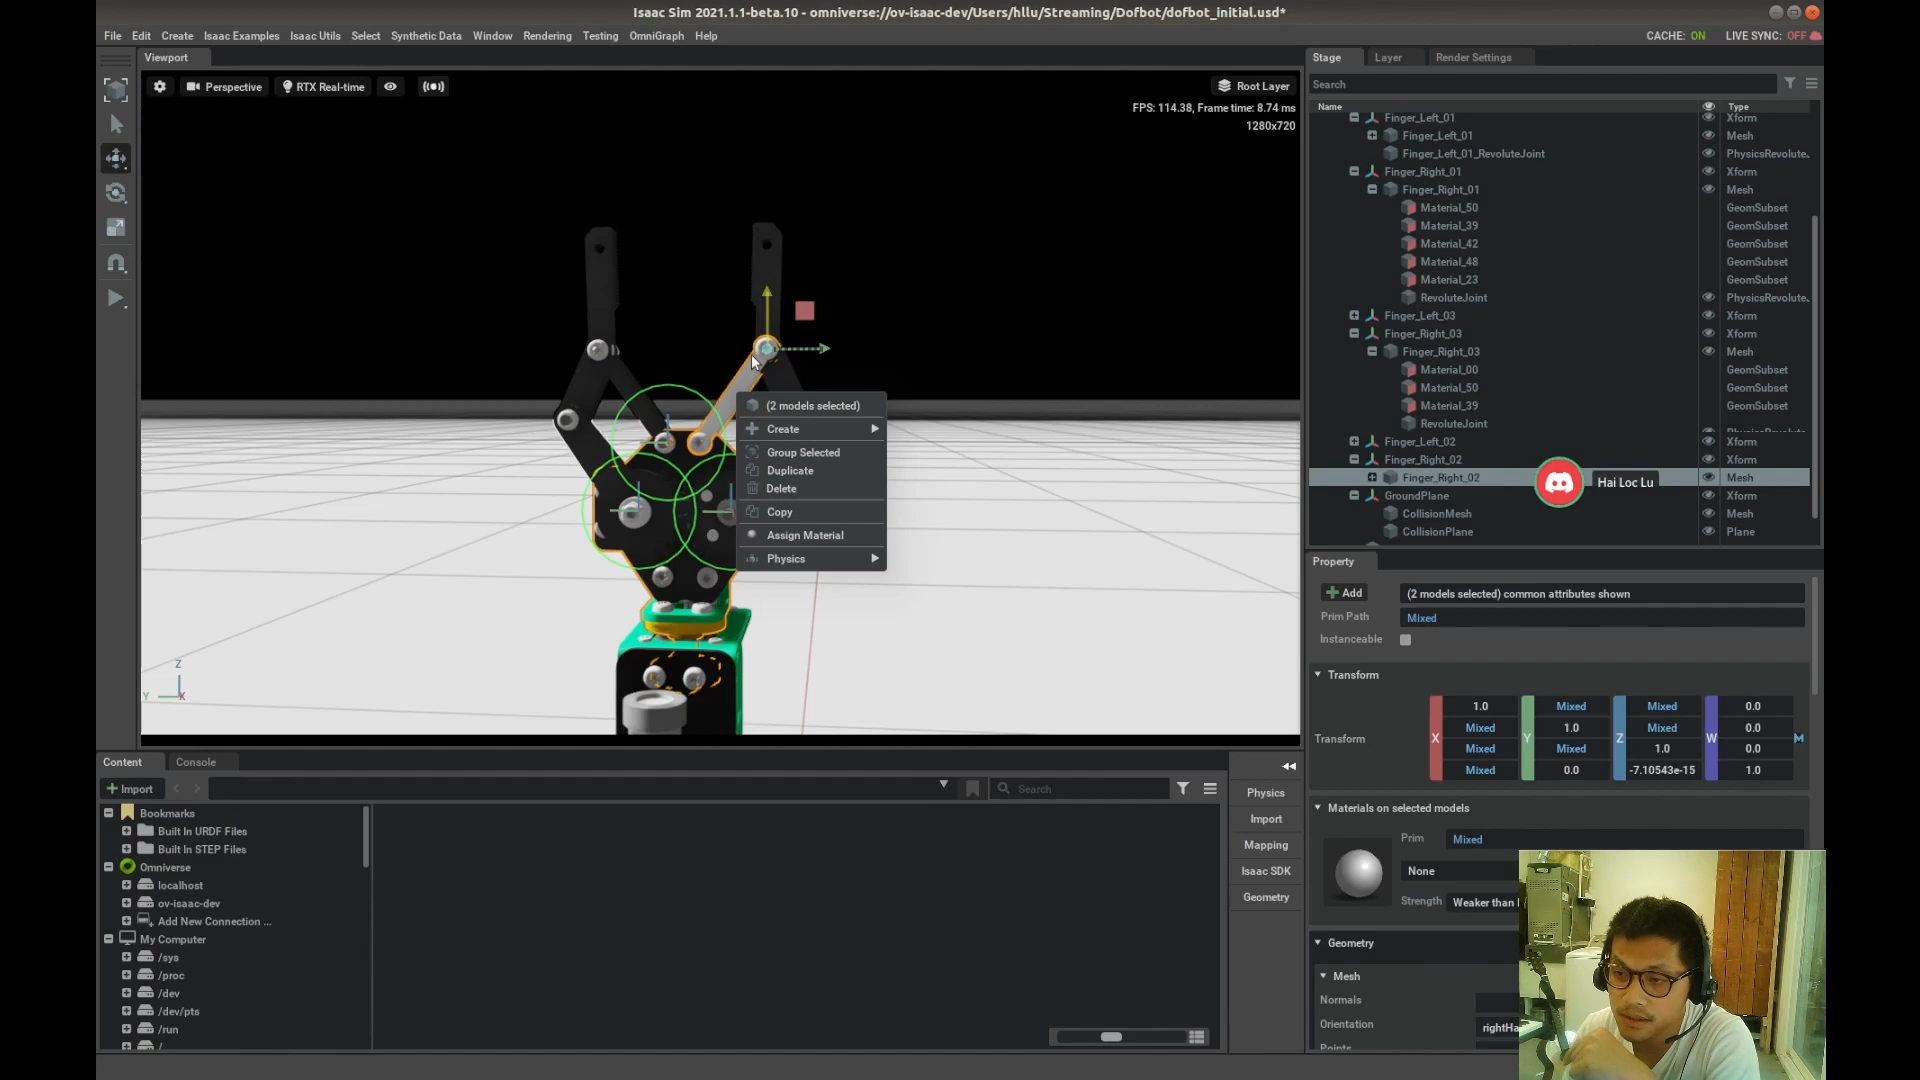 Isaac Sim 2021.1.1-beta.10 - omniverse://ov-isaac-dev/Users/hllu/Streaming/Dofbot/dofbot_initial.usd*
File Edit Create Isaac Examples Isaac Utils Select Synthetic Data Window Rendering Testing OmniGraph Help
CACHE: ON LIVE SYNC: OFF
Viewport
Perspective RTX Real-time
Root Layer
FPS: 114.38, Frame time: 8.74 ms
1280x720
(2 models selected)
Create
Group Selected
Duplicate
Delete
Copy
Assign Material
Physics
Z
Y X
Stage Layer Render Settings
Search
Name Type
Finger_Left_01 Xform
Finger_Left_01 Mesh
Finger_Left_01_RevoluteJoint PhysicsRevolute.
Finger_Right_01 Xform
Finger_Right_01 Mesh
Material_50 GeomSubset
Material_39 GeomSubset
Material_42 GeomSubset
Material_48 GeomSubset
Material_23 GeomSubset
RevoluteJoint PhysicsRevolute.
Finger_Left_03 Xform
Finger_Right_03 Xform
Finger_Right_03 Mesh
Material_00 GeomSubset
Material_50 GeomSubset
Material_39 GeomSubset
RevoluteJoint
Finger_Left_02 Xform
Finger_Right_02 Xform
Finger_Right_02 Mesh
Hai Loc Lu
GroundPlane Xform
CollisionMesh Mesh
CollisionPlane Plane
Property
Add (2 models selected) common attributes shown
Prim Path Mixed
Instanceable
Transform
Transform X Y Z W
1.0 Mixed Mixed 0.0
Mixed 1.0 Mixed 0.0
Mixed Mixed 1.0 0.0
Mixed 0.0 -7.10543e-15 1.0
M
Materials on selected models
Prim Mixed
None
Strength Weaker than
Geometry
Mesh
Normals
Orientation rightHa
Points
Content Console
Import
Search
Bookmarks
Built In URDF Files
Built In STEP Files
Omniverse
localhost
ov-isaac-dev
Add New Connection ...
My Computer
/sys
/proc
/dev
/dev/pts
/run
/
Physics
Import
Mapping
Isaac SDK
Geometry